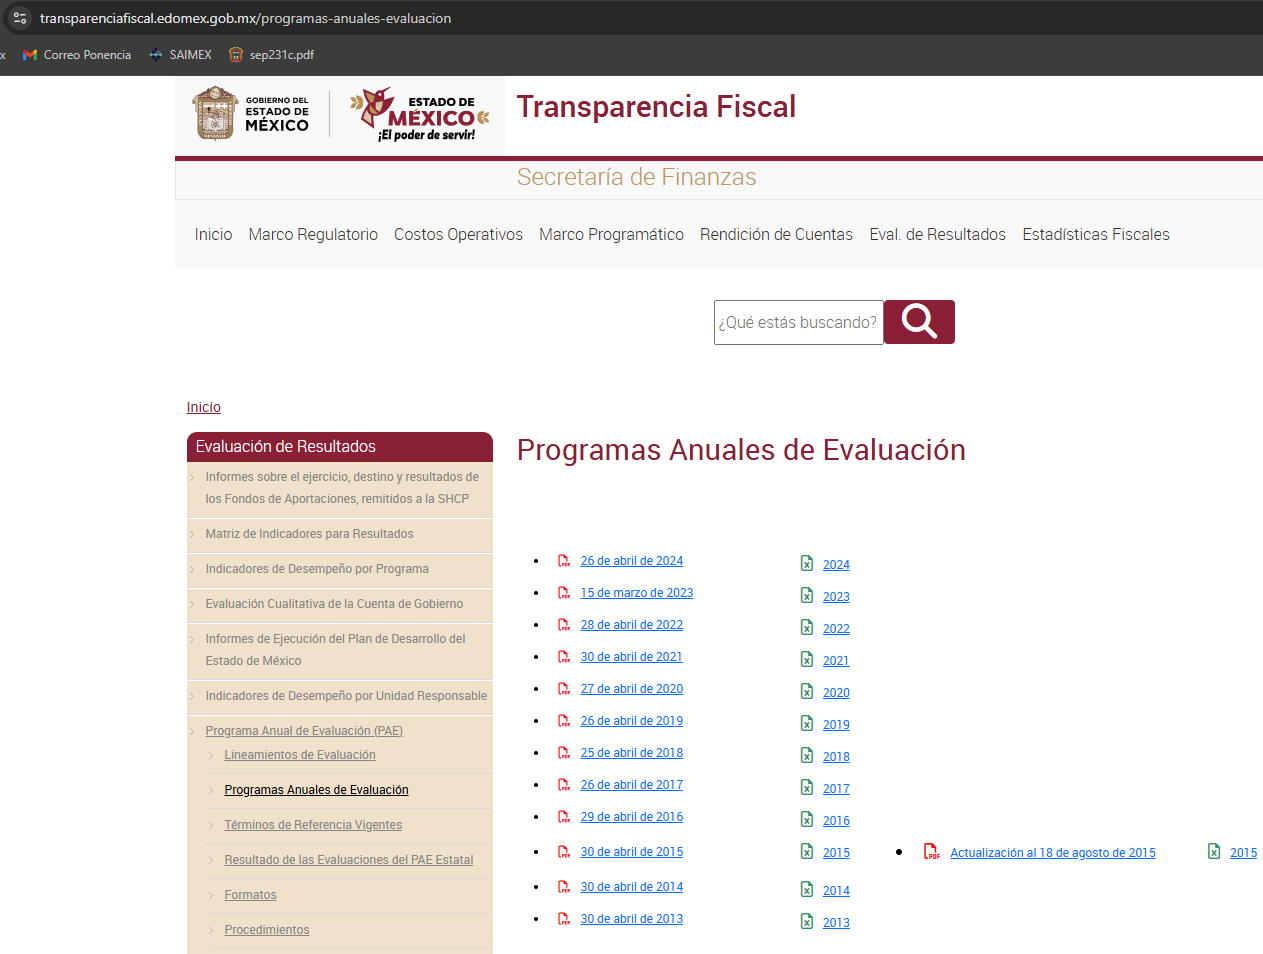 transparenciafiscal.edomex.gob.mx/programas-anuales-evaluacion
x Correo Ponencia SAIMEX sep231c.pdf
GOBIERNO DEL
ESTADO DE
MÉXICO
ESTADO DE
MÉXICO
¡El poder de servir!
Transparencia Fiscal
Secretaría de Finanzas
Inicio Marco Regulatorio Costos Operativos Marco Programático Rendición de Cuentas Eval. de Resultados Estadísticas Fiscales
¿Qué estás buscando?
Inicio
Evaluación de Resultados
Informes sobre el ejercicio, destino y resultados de
los Fondos de Aportaciones, remitidos a la SHCP
Matriz de Indicadores para Resultados
Indicadores de Desempeño por Programa
Evaluación Cualitativa de la Cuenta de Gobierno
Informes de Ejecución del Plan de Desarrollo del
Estado de México
Indicadores de Desempeño por Unidad Responsable
Programa Anual de Evaluación (PAE)
Lineamientos de Evaluación
Programas Anuales de Evaluación
Términos de Referencia Vigentes
Resultado de las Evaluaciones del PAE Estatal
Formatos
Procedimientos
Programas Anuales de Evaluación
26 de abril de 2024 2024
15 de marzo de 2023 2023
28 de abril de 2022 2022
30 de abril de 2021 2021
27 de abril de 2020 2020
26 de abril de 2019 2019
25 de abril de 2018 2018
26 de abril de 2017 2017
29 de abril de 2016 2016
30 de abril de 2015 2015 Actualización al 18 de agosto de 2015 2015
30 de abril de 2014 2014
30 de abril de 2013 2013